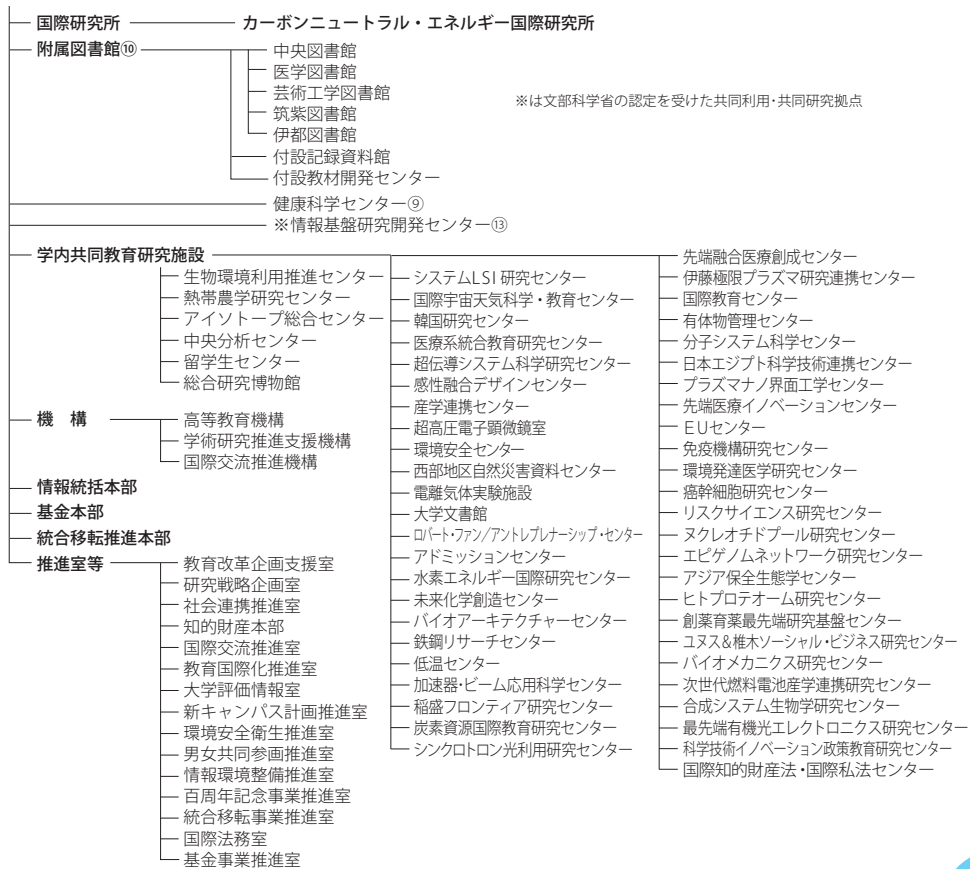 国際研究所 カーボンニュートラル・エネルギー国際研究所
附属図書館⑩
中央図書館
医学図書館
芸術工学図書館
筑紫図書館
伊都図書館
付設記録資料館
付設教材開発センター
※は文部科学省の認定を受けた共同利用・共同研究拠点
健康科学センター⑨
※情報基盤研究開発センター⑬
学内共同教育研究施設
生物環境利用推進センター
熱帯農学研究センター
アイソトープ総合センター
中央分析センター
留学生センター
総合研究博物館
システムLSI研究センター
国際宇宙天気科学・教育センター
韓国研究センター
医療系統合教育研究センター
超伝導システム科学研究センター
感性融合デザインセンター
産学連携センター
超高圧電子顕微鏡室
環境安全センター
西部地区自然災害資料センター
電離気体実験施設
大学文書館
ロバート・ファン/アントレプレナーシップ・センター
アドミッションセンター
水素エネルギー国際研究センター
未来化学創造センター
バイオアーキテクチャーセンター
鉄鋼リサーチセンター
低温センター
加速器・ビーム応用科学センター
稲盛フロンティア研究センター
炭素資源国際教育研究センター
シンクロトロン光利用研究センター
先端融合医療創成センター
伊藤極限プラズマ研究連携センター
国際教育センター
有体物管理センター
分子システム科学センター
日本エジプト科学技術連携センター
プラズマナノ界面工学センター
先端医療イノベーションセンター
EUセンター
免疫機構研究センター
環境発達医学研究センター
癌幹細胞研究センター
リスクサイエンス研究センター
ヌクレオチドプール研究センター
エピゲノムネットワーク研究センター
アジア保全生態学センター
ヒトプロテオーム研究センター
創薬育薬最先端研究基盤センター
ユヌス&椎木ソーシャル・ビジネス研究センター
バイオメカニクス研究センター
次世代燃料電池産学連携研究センター
合成システム生物学研究センター
最先端有機光エレクトロニクス研究センター
科学技術イノベーション政策教育研究センター
国際知的財産法・国際私法センター
機 構
高等教育機構
学術研究推進支援機構
国際交流推進機構
情報統括本部
基金本部
統合移転推進本部
推進室等
教育改革企画支援室
研究戦略企画室
社会連携推進室
知的財産本部
国際交流推進室
教育国際化推進室
大学評価情報室
新キャンパス計画推進室
環境安全衛生推進室
男女共同参画推進室
情報環境整備推進室
百周年記念事業推進室
統合移転事業推進室
国際法務室
基金事業推進室